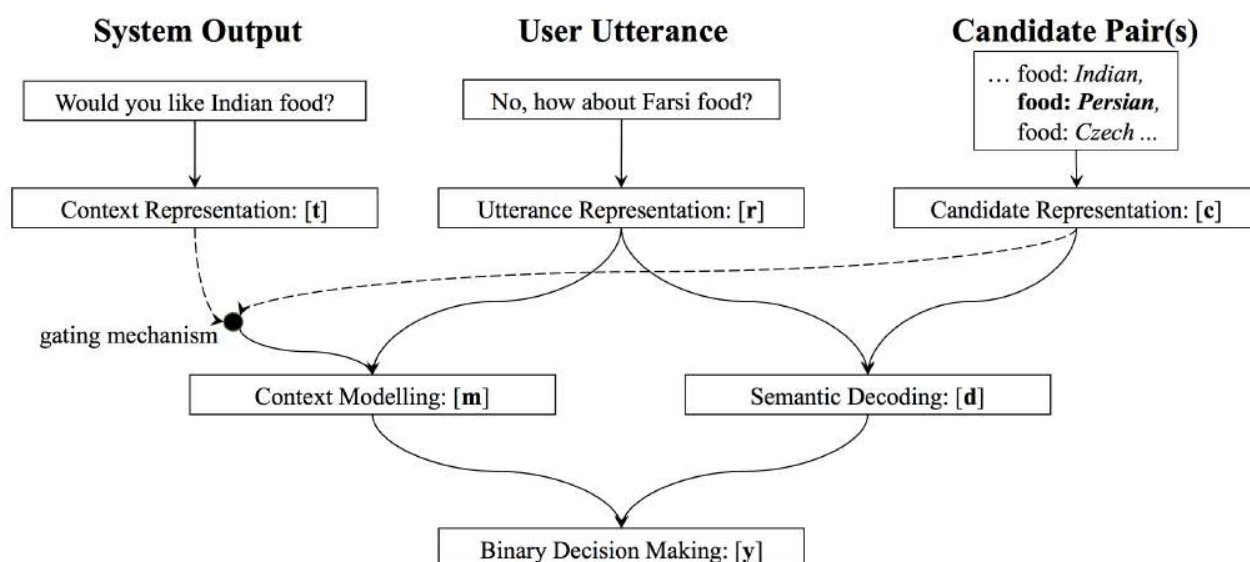 System Output
User Utterance
Candidate Pair(s)
Would you like Indian food?
No, how about Farsi food?
... food: Indian,
food: Persian,
food: Czech ...
Context Representation: [t]
Utterance Representation: [r]
Candidate Representation: [c]
gating mechanism
Context Modelling: [m]
Semantic Decoding: [d]
Binary Decision Making: [y]